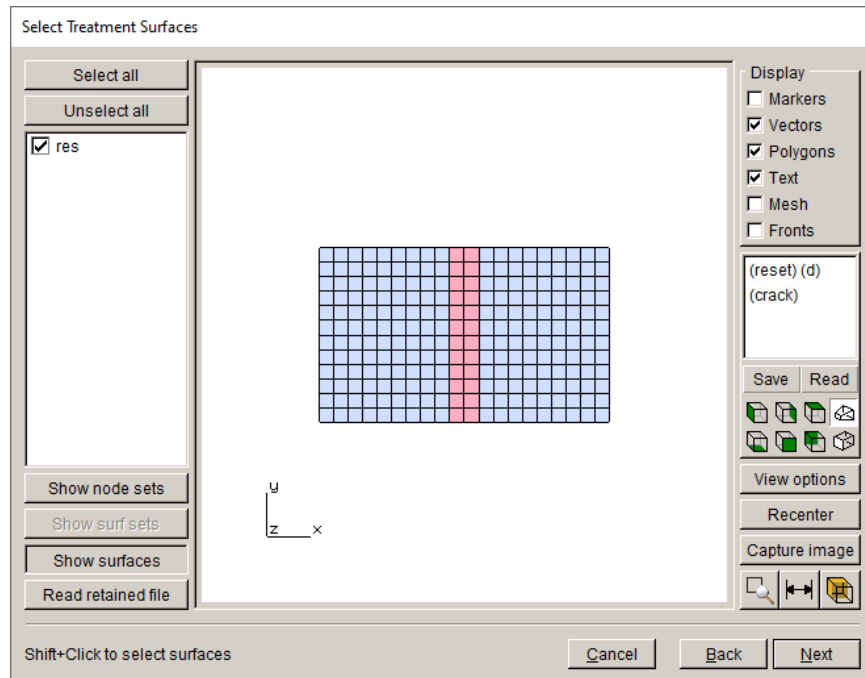 Select Treatment Surfaces
Select all
Unselect all
res
Show node sets
Show surf sets
Show surfaces
Read retained file
y
z x
Display
Markers
Vectors
Polygons
Text
Mesh
Fronts
(reset) (d)
(crack)
Save Read
View options
Recenter
Capture image
Shift+Click to select surfaces
Cancel Back Next